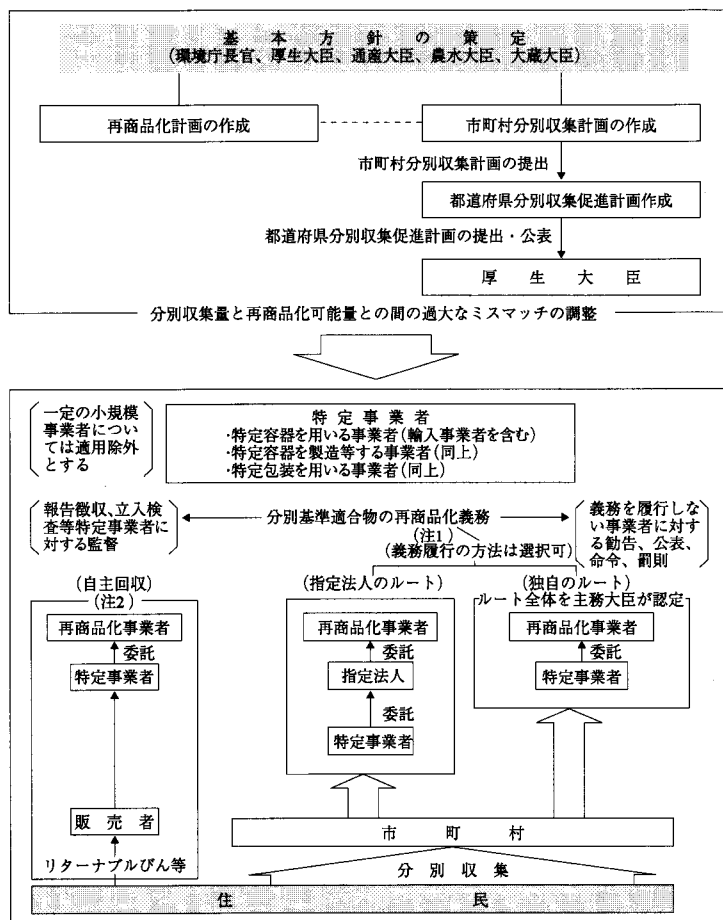 基本方針の策定
(環境庁長官、厚生大臣、通産大臣、農水大臣、大蔵大臣)
再商品化計画の作成
市町村分別収集計画の作成
市町村分別収集計画の提出
都道府県分別収集促進計画作成
都道府県分別収集促進計画の提出・公表
厚生大臣
分別収集量と再商品化可能量との間の過大なミスマッチの調整
一定の小規模
事業者につい
ては適用除外
とする
特定事業者
・特定容器を用いる事業者(輸入事業者を含む)
・特定容器を製造等する事業者(同上)
・特定包装を用いる事業者(同上)
報告徴収、立入検
査等特定事業者に
対する監督
分別基準適合物の再商品化義務
(注1)
(義務履行の方法は選択可)
義務を履行しな
い事業者に対す
る勧告、公表、
命令、罰則
(自主回収)
(注2)
再商品化事業者
委託
特定事業者
販売者
リターナブルびん等
(指定法人のルート)
再商品化事業者
委託
指定法人
委託
特定事業者
(独自のルート)
ルート全体を主務大臣が認定
再商品化事業者
委託
特定事業者
市町村
分別収集
住民